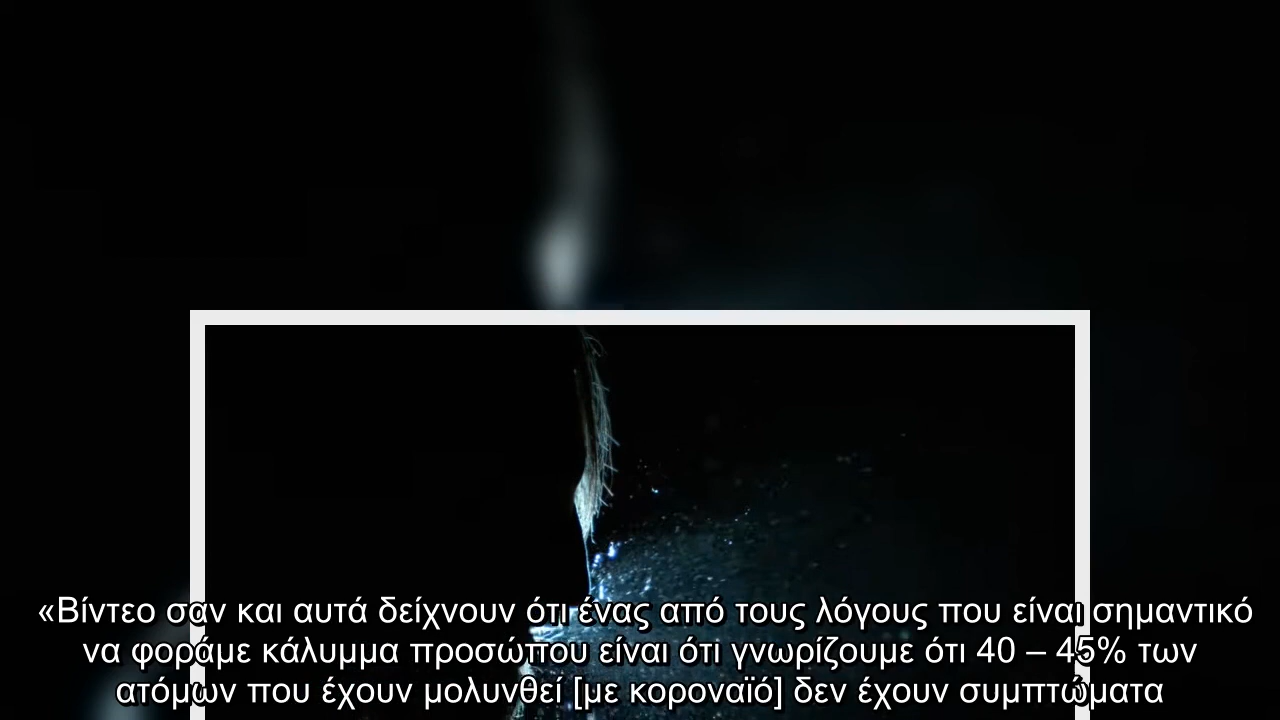 «Βίντεο σαν και αυτά δείχνουν ότι ένας από τους λόγους που είναι σημαντικό
να φοράμε κάλυμμα προσώπου είναι ότι γνωρίζουμε ότι 40 – 45% των
ατόμων που έχουν μολυνθεί [με κοροναϊό] δεν έχουν συμπτώματα